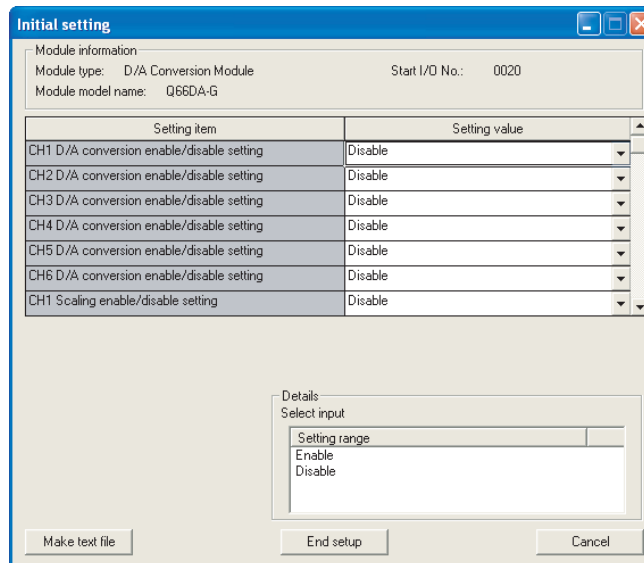 Initial setting
Module information
Module type: D/A Conversion Module Start I/O No.: 0020
Module model name: Q66DA-G
Setting item Setting value
CH1 D/A conversion enable/disable setting Disable
CH2 D/A conversion enable/disable setting Disable
CH3 D/A conversion enable/disable setting Disable
CH4 D/A conversion enable/disable setting Disable
CH5 D/A conversion enable/disable setting Disable
CH6 D/A conversion enable/disable setting Disable
CH1 Scaling enable/disable setting Disable
Details
Select input
Setting range
Enable
Disable
Make text file End setup Cancel